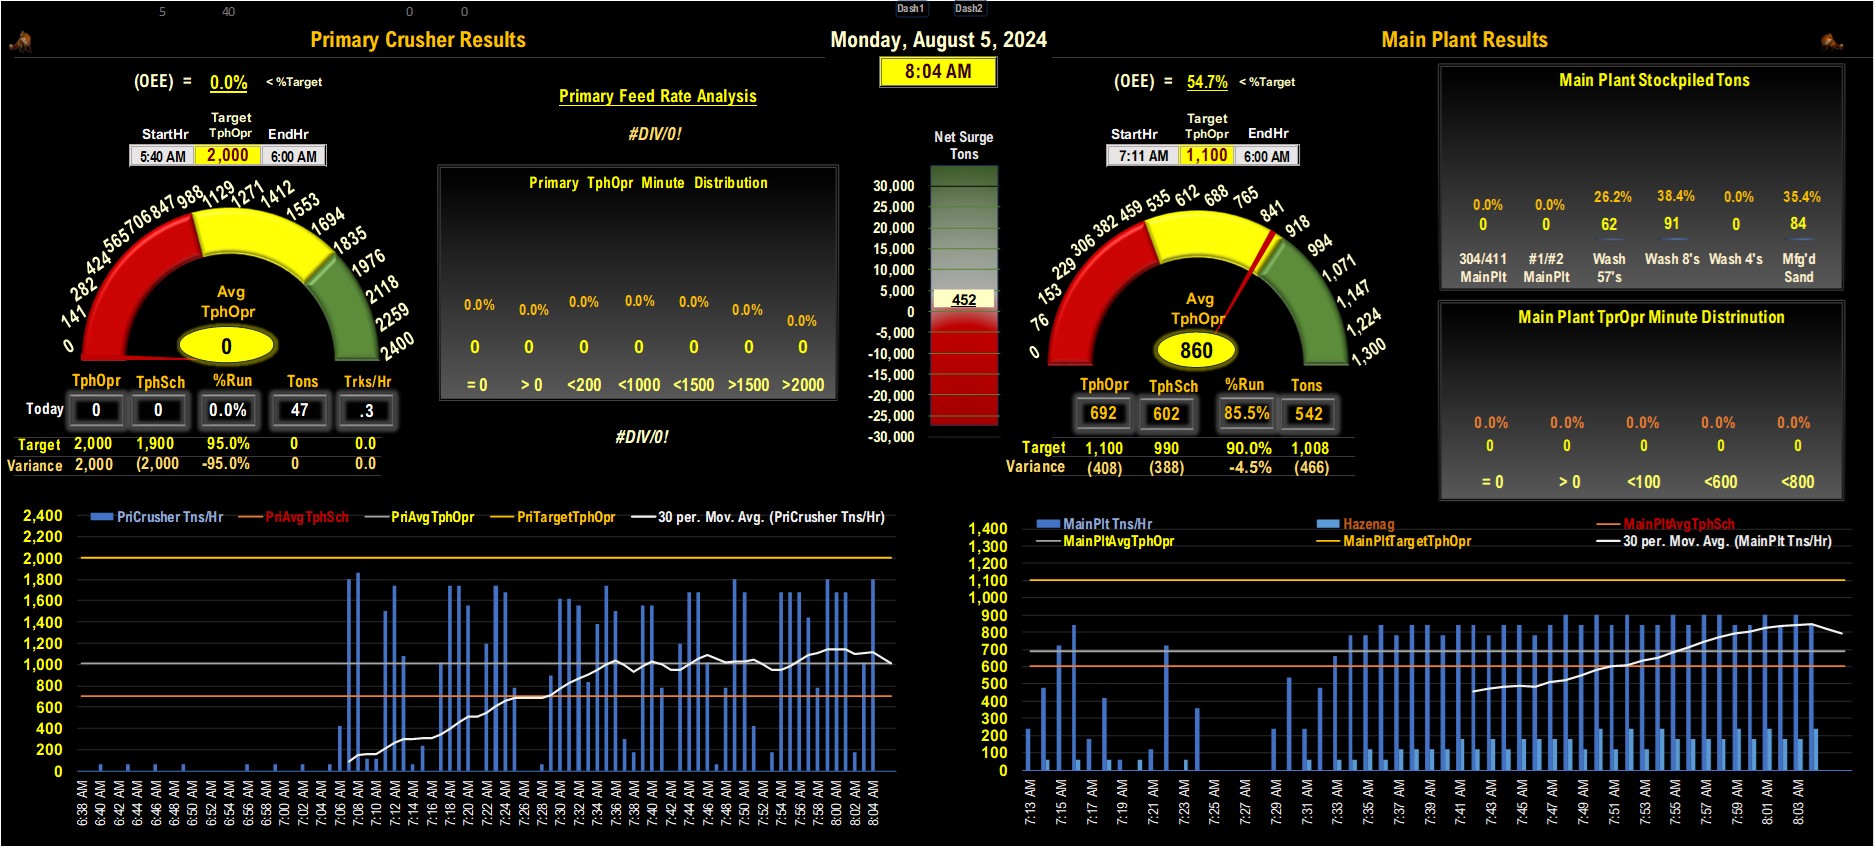 5 40 0 0 Dash1 Dash2
Primary Crusher Results
Monday, August 5, 2024
8:04 AM
Main Plant Results
(OEE) = 0.0% < %Target
Target
StartHr TphOpr EndHr
5:40 AM 2,000 6:00 AM
0 141 282 424 565 706 847 988 1129 1271 1412 1553 1694 1835 1976 2118 2259 2400
Avg
TphOpr
0
TphOpr TphSch %Run Tons Trks/Hr
Today 0 0 0.0% 47 .3
Target 2,000 1,900 95.0% 0 0.0
Variance 2,000 (2,000 -95.0% 0 0.0
Primary Feed Rate Analysis
#DIV/0!
Primary TphOpr Minute Distribution
0.0% 0.0% 0.0% 0.0% 0.0% 0.0% 0.0%
0 0 0 0 0 0 0
= 0 > 0 <200 <1000 <1500 >1500 >2000
#DIV/0!
Net Surge
Tons
30,000
25,000
20,000
15,000
10,000
5,000
452
0
-5,000
-10,000
-15,000
-20,000
-25,000
-30,000
(OEE) = 54.7% < %Target
Target
StartHr TphOpr EndHr
7:11 AM 1,100 6:00 AM
0 76 153 229 306 382 459 535 612 688 765 841 918 994 1,071 1,147 1,224 1,300
Avg
TphOpr
860
TphOpr TphSch %Run Tons
692 602 85.5% 542
Target 1,100 990 90.0% 1,008
Variance (408) (388) -4.5% (466)
Main Plant Stockpiled Tons
0.0% 0.0% 26.2% 38.4% 0.0% 35.4%
0 0 62 91 0 84
304/411 #1/#2 Wash Wash 8's Wash 4's Mfg'd
MainPlt MainPlt 57's Sand
Main Plant TprOpr Minute Distrinution
0.0% 0.0% 0.0% 0.0% 0.0%
0 0 0 0 0
= 0 > 0 <100 <600 <800
PriCrusher Tns/Hr PriAvgTphSch PriAvgTphOpr PriTargetTphOpr 30 per. Mov. Avg. (PriCrusher Tns/Hr)
2,400
2,200
2,000
1,800
1,600
1,400
1,200
1,000
800
600
400
200
0
6:38 AM 6:40 AM 6:42 AM 6:44 AM 6:46 AM 6:48 AM 6:50 AM 6:52 AM 6:54 AM 6:56 AM 6:58 AM 7:00 AM 7:02 AM 7:04 AM 7:06 AM 7:08 AM 7:10 AM 7:12 AM 7:14 AM 7:16 AM 7:18 AM 7:20 AM 7:22 AM 7:24 AM 7:26 AM 7:28 AM 7:30 AM 7:32 AM 7:34 AM 7:36 AM 7:38 AM 7:40 AM 7:42 AM 7:44 AM 7:46 AM 7:48 AM 7:50 AM 7:52 AM 7:54 AM 7:56 AM 7:58 AM 8:00 AM 8:02 AM 8:04 AM
MainPlt Tns/Hr Hazenag MainPltAvgTphSch
MainPltAvgTphOpr MainPltTargetTphOpr 30 per. Mov. Avg. (MainPlt Tns/Hr)
1,400
1,300
1,200
1,100
1,000
900
800
700
600
500
400
300
200
100
0
7:13 AM 7:15 AM 7:17 AM 7:19 AM 7:21 AM 7:23 AM 7:25 AM 7:27 AM 7:29 AM 7:31 AM 7:33 AM 7:35 AM 7:37 AM 7:39 AM 7:41 AM 7:43 AM 7:45 AM 7:47 AM 7:49 AM 7:51 AM 7:53 AM 7:55 AM 7:57 AM 7:59 AM 8:01 AM 8:03 AM